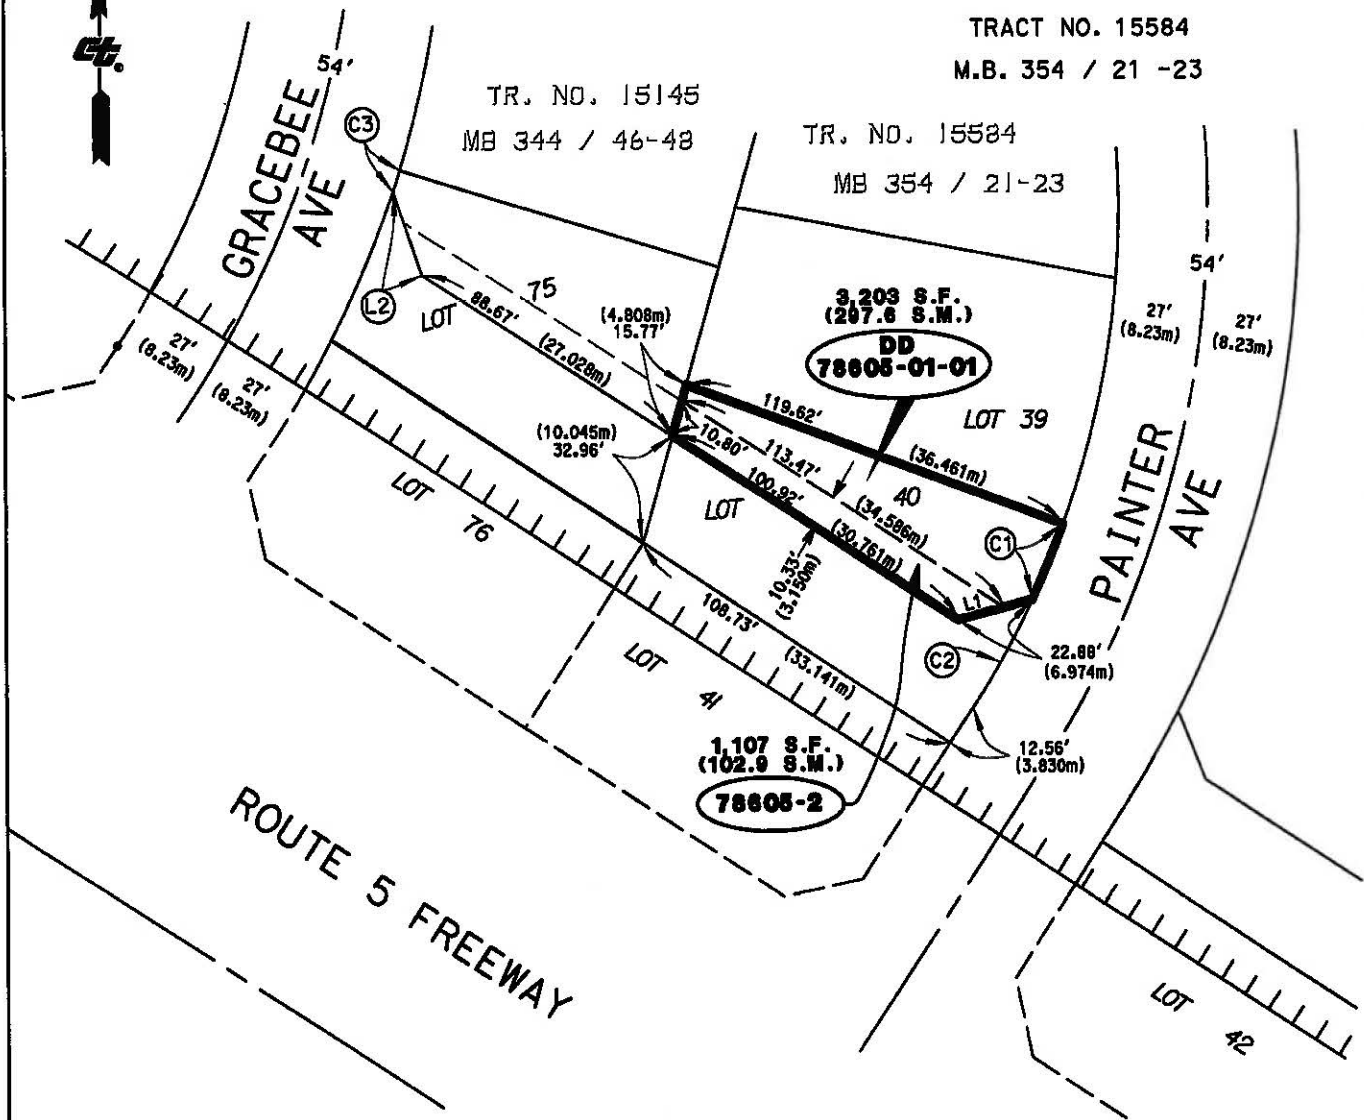 TRACT NO. 15584
M.B. 354 / 21 -23
Ct.
54'
GRACEBEE
AVE
C3
TR. NO. 15145
MB 344 / 46-48
TR. NO. 15584
MB 354 / 21-23
54'
27'
(8.23m)
27'
(8.23m)
L2
LOT
75
88.67'
(27.028m)
(4.808m)
15.77'
3,203 S.F.
(297.6 S.M.)
DD
78605-01-01
119.62'
(36.461m)
LOT 39
PAINTER
AVE
27'
(8.23m)
27'
(8.23m)
(10.045m)
32.96'
10.80'
113.47'
(34.586m)
40
LOT
100.92'
(30.761m)
C1
L1
10.33'
(3.150m)
LOT
76
108.73'
(33.141m)
C2
22.88'
(6.974m)
LOT
41
12.56'
(3.830m)
1,107 S.F.
(102.9 S.M.)
78605-2
ROUTE 5 FREEWAY
LOT
42